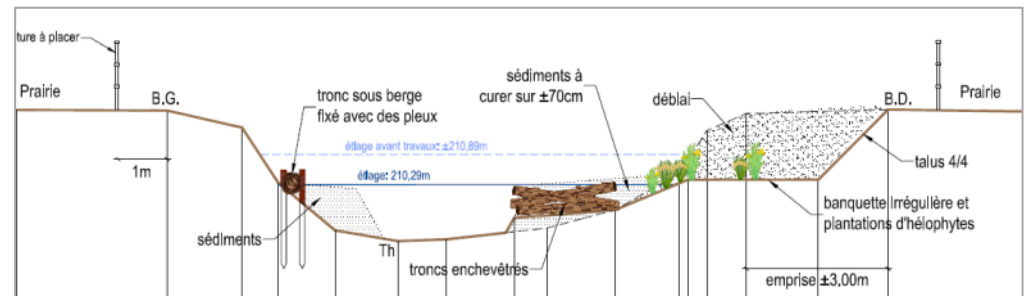 ture à placer
Prairie
B.G.
tronc sous berge
fixé avec des pieux
sédiments à
curer sur ±70cm
déblai
B.D.
Prairie
étiage avant travaux: ±210,89m
étiage: 210,29m
1m
talus 4/4
banquette irrégulière et
plantations d'hélophytes
sédiments
Th
troncs enchevêtrés
emprise ±3,00m